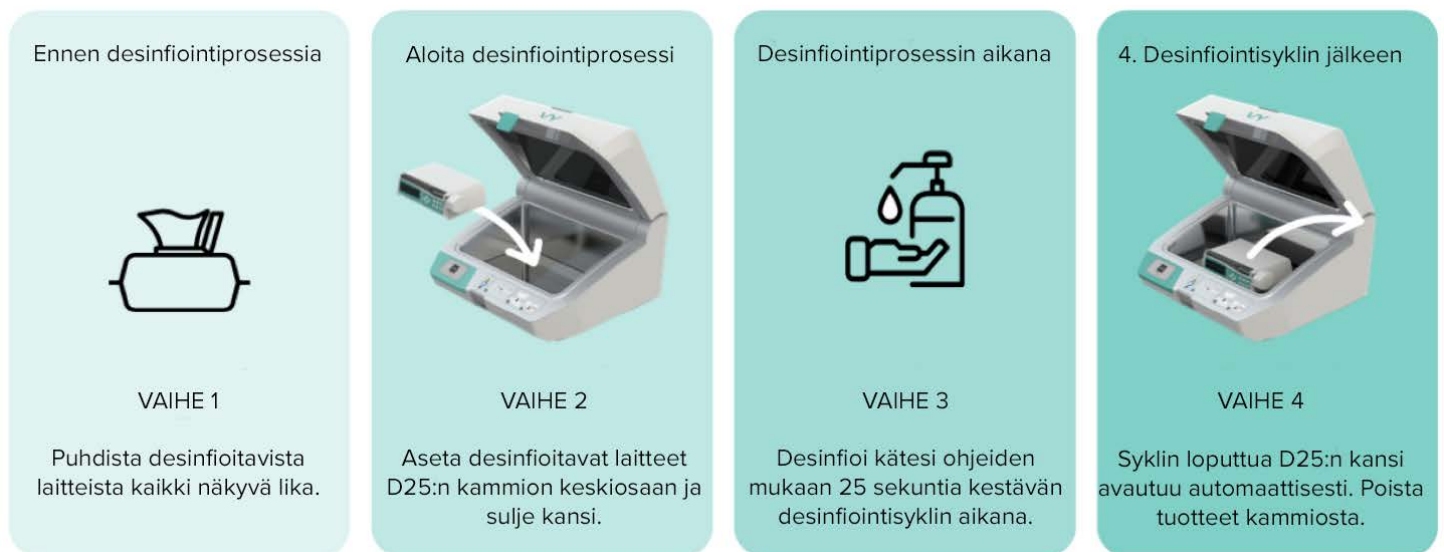 Ennen desinfiointiprosessia
VAIHE 1
Puhdista desinfioitavista
laitteista kaikki näkyvä lika.
Aloita desinfiointiprosessi
VAIHE 2
Aseta desinfioitavat laitteet
D25:n kammion keskiosaan ja
sulje kansi.
Desinfiointiprosessin aikana
VAIHE 3
Desinfioi kätesi ohjeiden
mukaan 25 sekuntia kestävän
desinfiointisyklin aikana.
4. Desinfiointisyklin jälkeen
VAIHE 4
Syklin loputtua D25:n kansi
avautuu automaattisesti. Poista
tuotteet kammiosta.